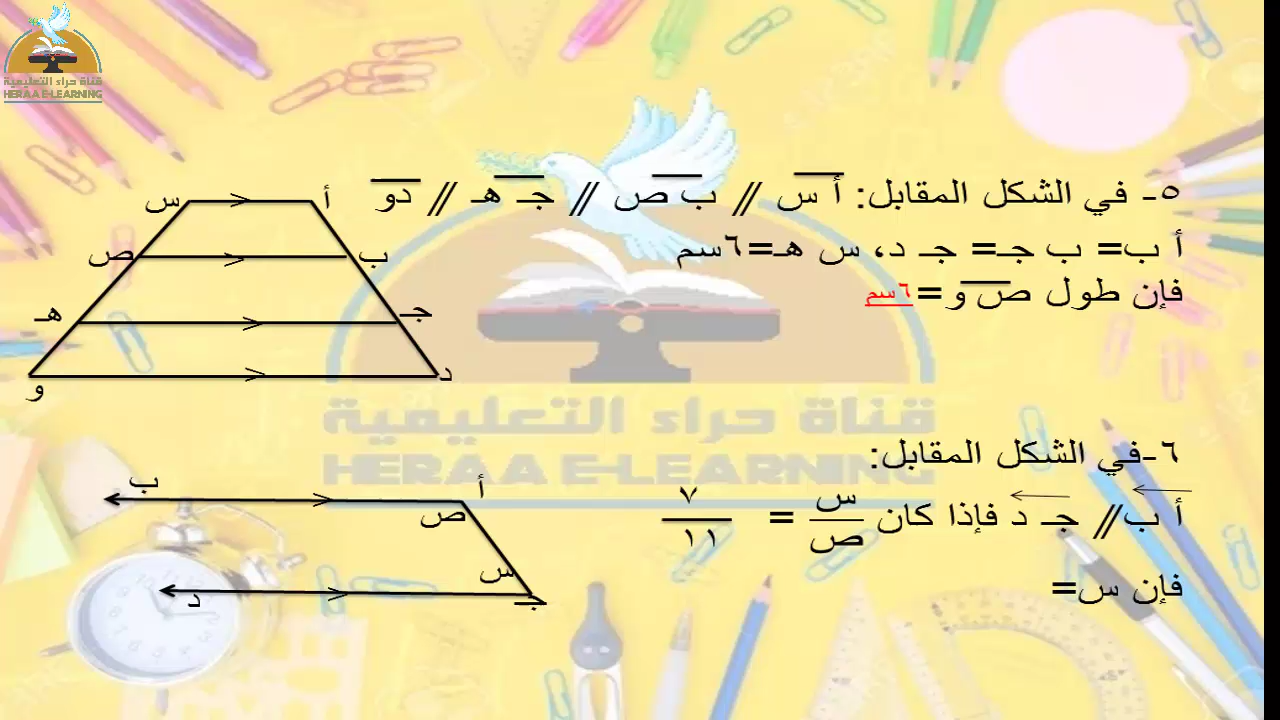 قناة حراء التعليمية
HERAA E-LEARNING
٥- في الشكل المقابل: أ س // ب ص // جـ هـ // دو
أ ب= ب جـ= جـ د، س هـ=٦سم
فإن طول ص و=٦سم
س أ
ص ب
هـ جـ
و د
قناة حراء التعليمية
HERAA E-LEARNING
٦-في الشكل المقابل:
أ ب// جـ د فإذا كان س/ص = ٧/١١
فإن س=
ب أ
ص
س
د جـ